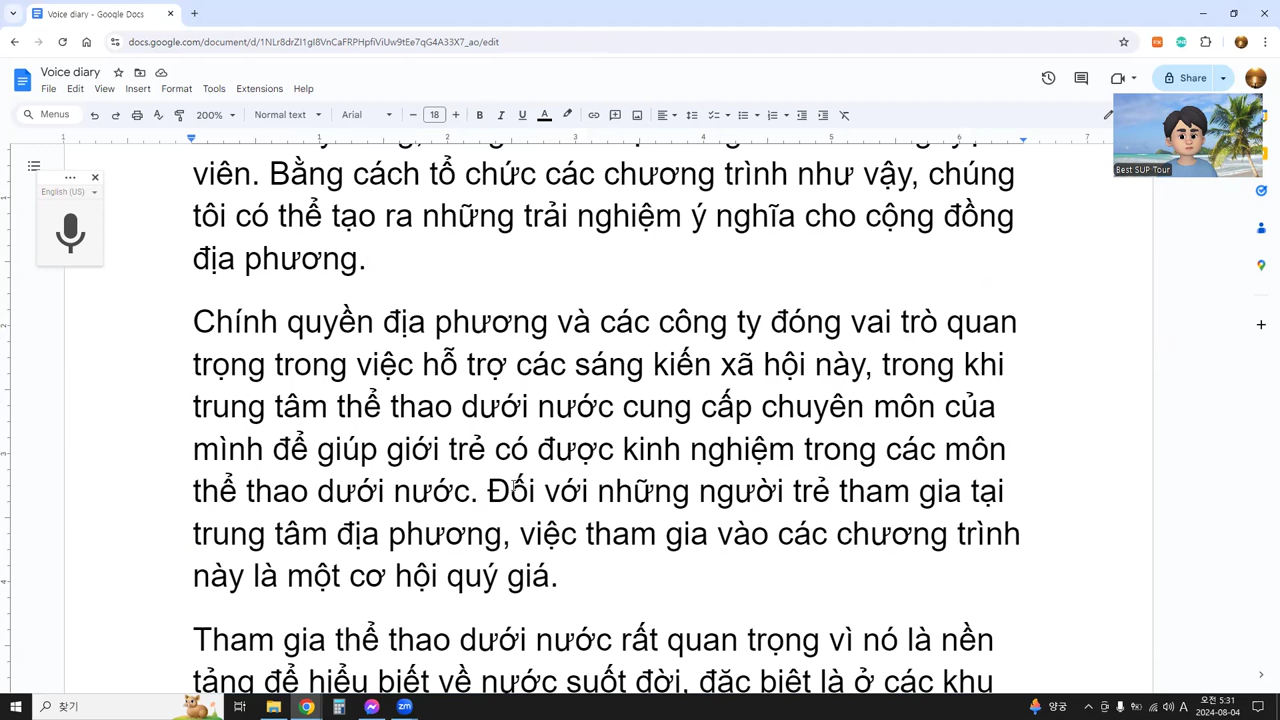 Voice diary - Google Docs
docs.google.com/document/d/1NLr8drZI1gI8VnCaFRPHpfiViUw9tEe7qG4A33X7_ao/edit
Voice diary
Share
File Edit View Insert Format Tools Extensions Help
Menus 200% Normal text Arial 18
1 1 2 3 4 5 6 7
Best SUP Tour
English (US)
viên. Bằng cách tổ chức các chương trình như vậy, chúng
tôi có thể tạo ra những trải nghiệm ý nghĩa cho cộng đồng
địa phương.
Chính quyền địa phương và các công ty đóng vai trò quan
trọng trong việc hỗ trợ các sáng kiến xã hội này, trong khi
trung tâm thể thao dưới nước cung cấp chuyên môn của
mình để giúp giới trẻ có được kinh nghiệm trong các môn
thể thao dưới nước. Đối với những người trẻ tham gia tại
trung tâm địa phương, việc tham gia vào các chương trình
này là một cơ hội quý giá.
Tham gia thể thao dưới nước rất quan trọng vì nó là nền
tảng để hiểu biết về nước suốt đời, đặc biệt là ở các khu
찾기
양궁
A
오전 5:31
2024-08-04